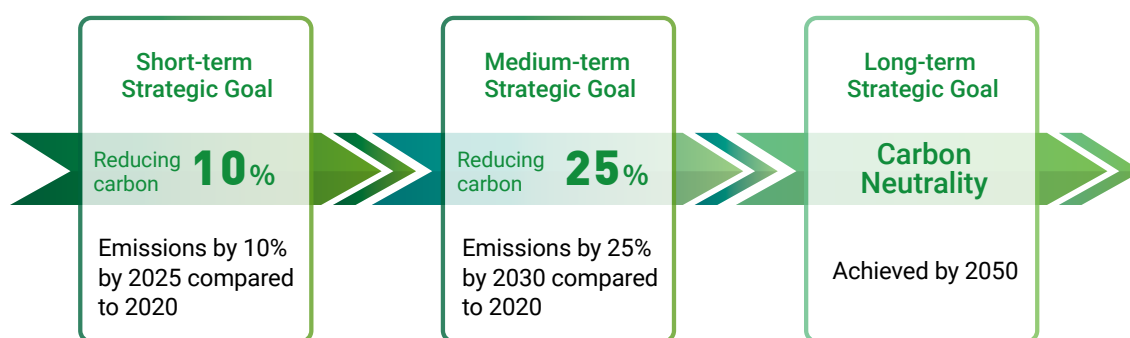 Short-term
Strategic Goal
Reducing
carbon
10%
Emissions by 10%
by 2025 compared
to 2020
Medium-term
Strategic Goal
Reducing
carbon
25%
Emissions by 25%
by 2030 compared
to 2020
Long-term
Strategic Goal
Carbon
Neutrality
Achieved by 2050